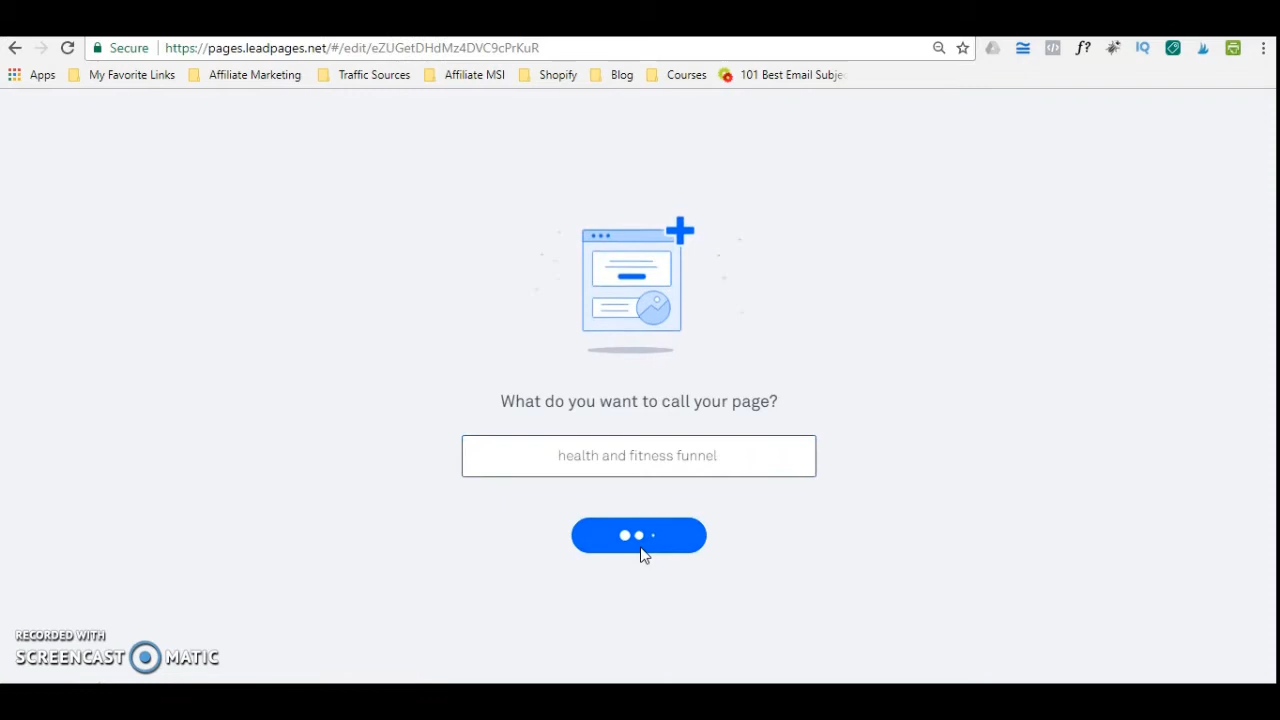 Secure
https://pages.leadpages.net/#/edit/eZUGetDHdMz4DVC9cPrKuR
f?
IQ
Apps
My Favorite Links
Affiliate Marketing
Traffic Sources
Affiliate MSI
Shopify
Blog
Courses
101 Best Email Subje
What do you want to call your page?
health and fitness funnel
RECORDED WITH
SCREENCAST MATIC